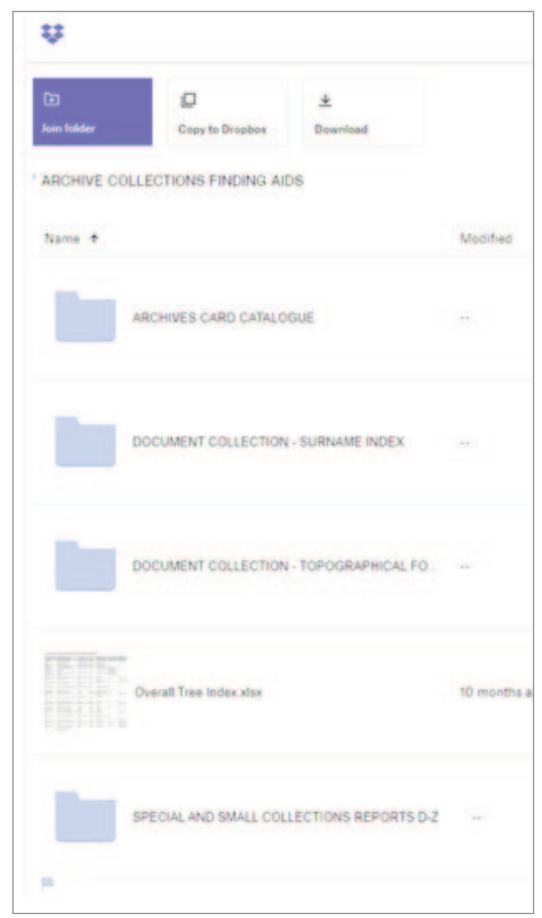 Join folder
Copy to Dropbox
Download
ARCHIVE COLLECTIONS FINDING AIDS
Name
Modified
ARCHIVES CARD CATALOGUE --
DOCUMENT COLLECTION - SURNAME INDEX --
DOCUMENT COLLECTION - TOPOGRAPHICAL FO... --
Overall Tree Index.xlsx 10 months a
SPECIAL AND SMALL COLLECTIONS REPORTS D-Z --